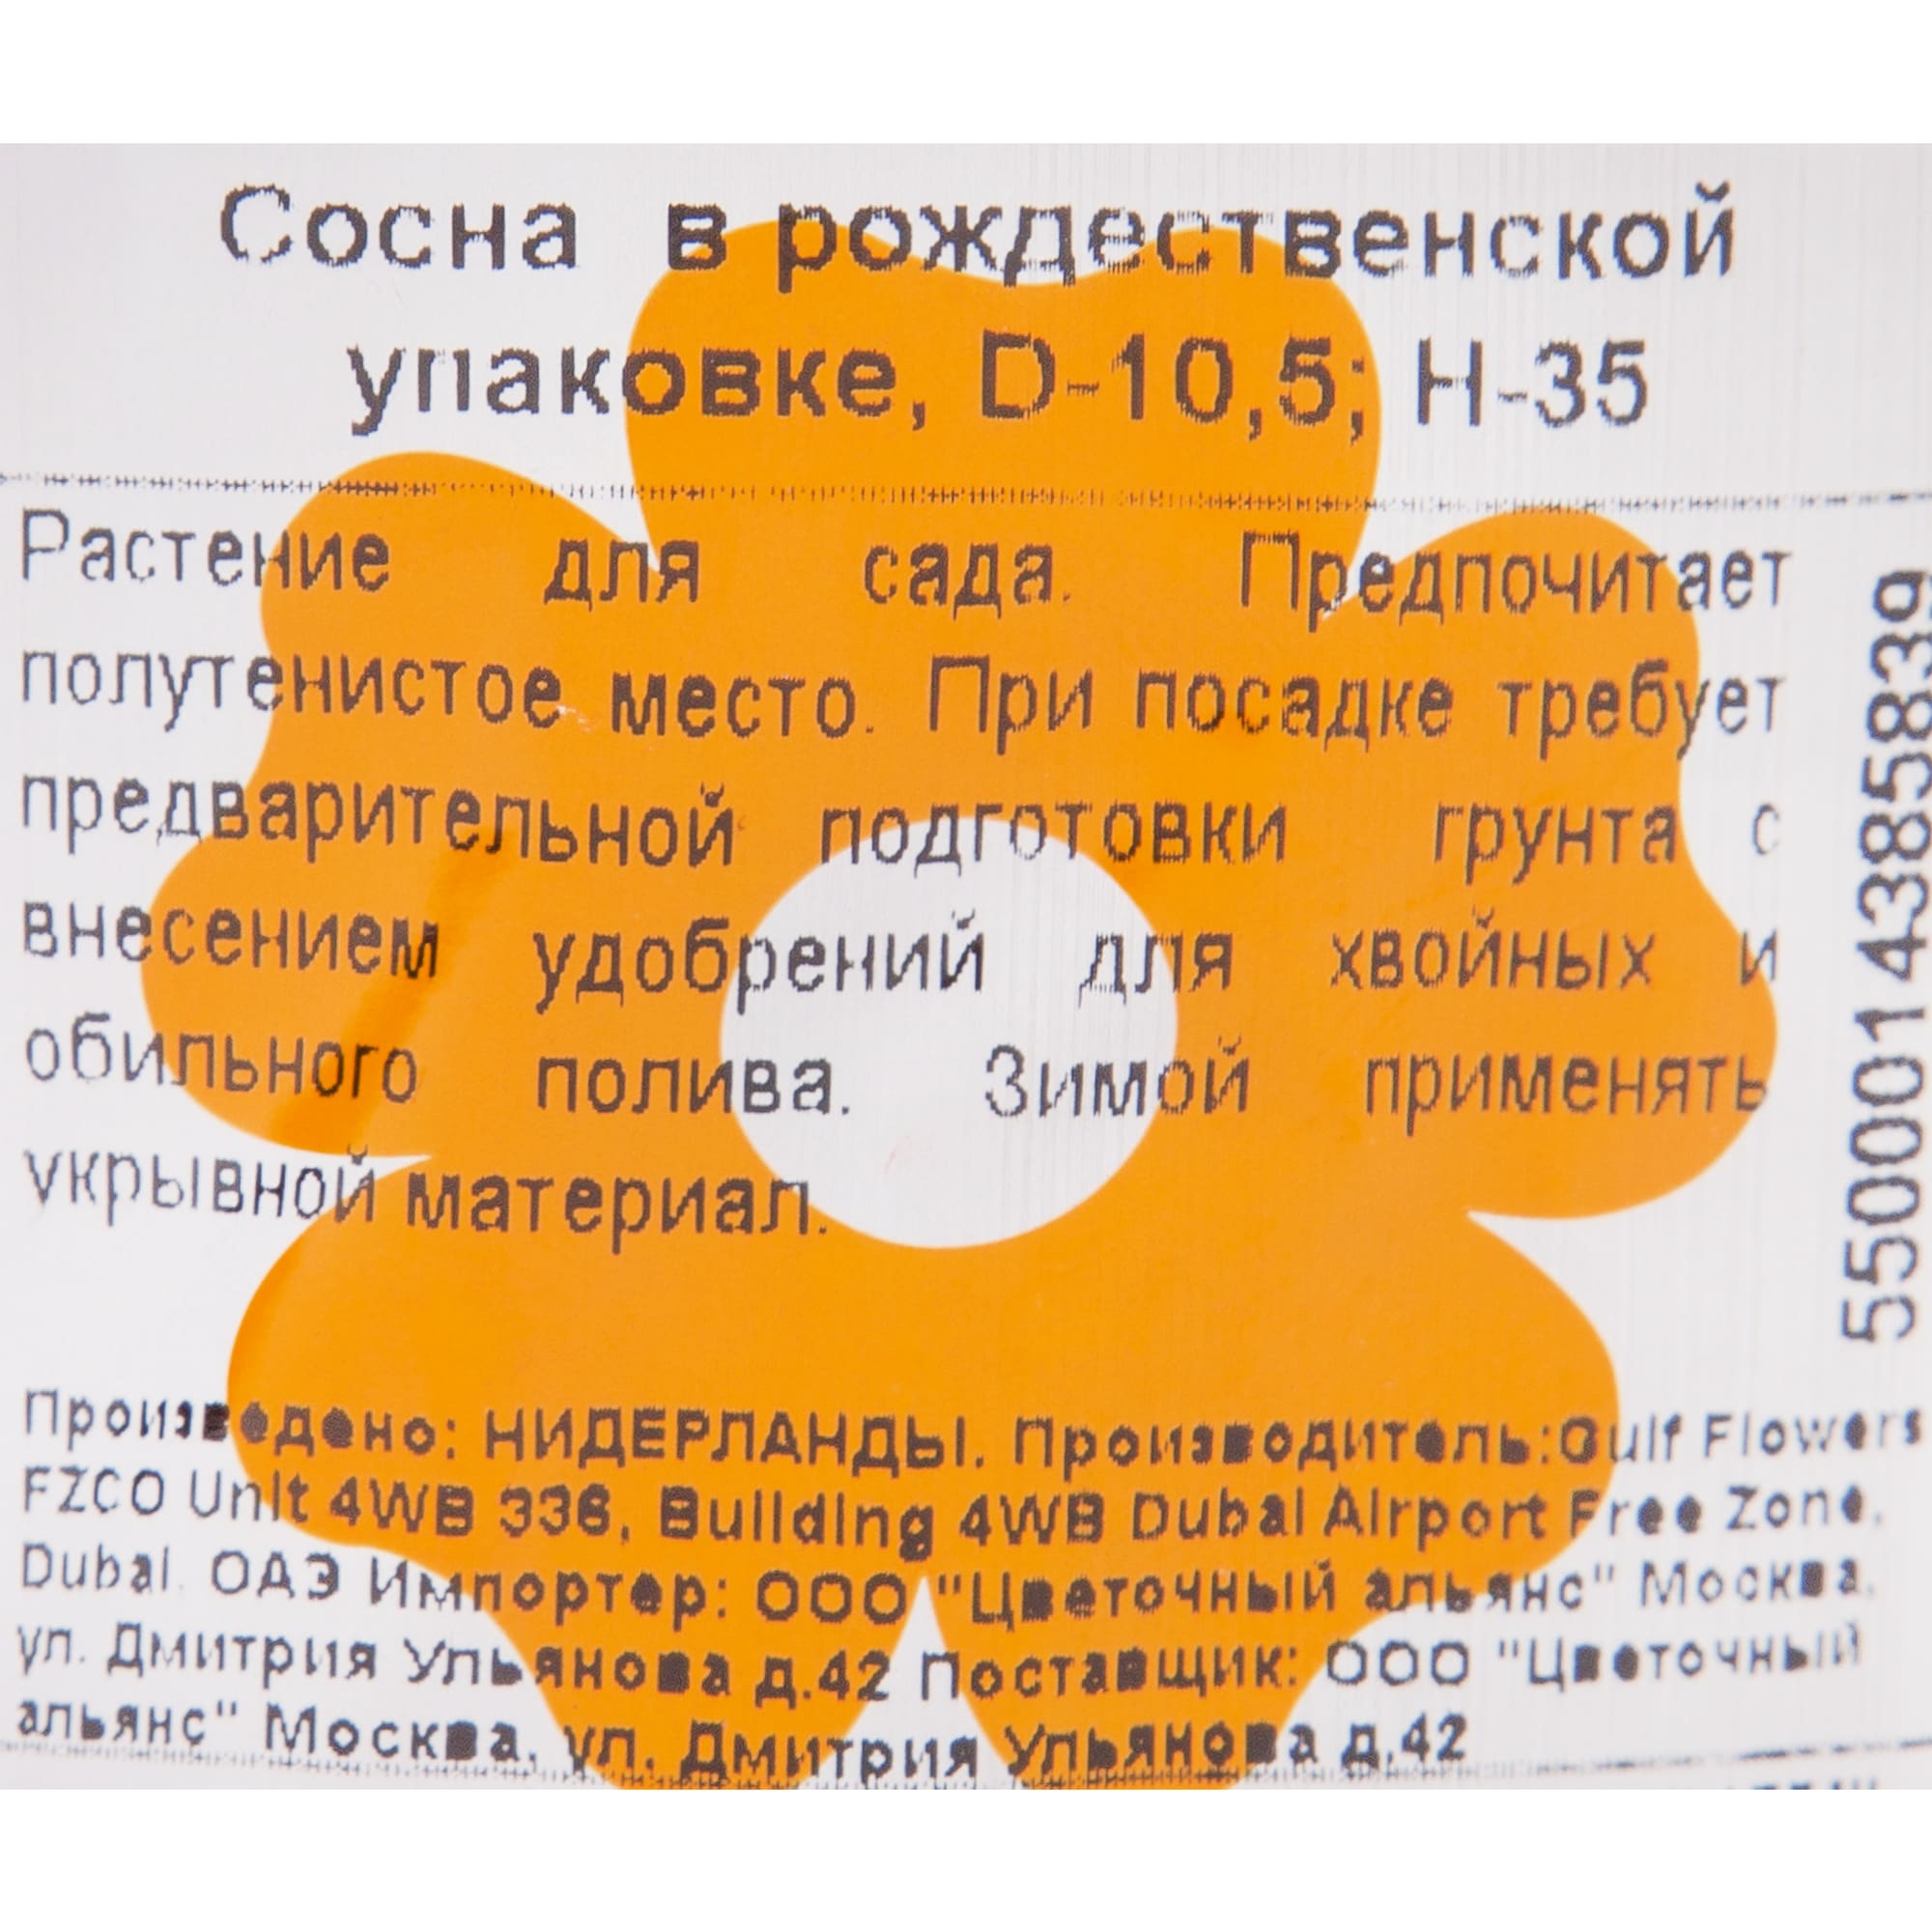 Сосна в рождественской
упаковке, D-10,5; H-35
Растение для сада. Предпочитает
полутенистое место. При посадке требует
предварительной подготовки грунта с
внесением удобрений для хвойных и
обильного полива. Зимой применять
укрывной материал.
5500014385839
Произведено: НИДЕРЛАНДЫ. Производитель:Gulf Flowers
FZCO Unit 4WB 336, Building 4WB Dubai Airport Free Zone,
Dubai. ОАЭ Импортер: ООО "Цветочный альянс" Москва,
ул. Дмитрия Ульянова д.42 Поставщик: ООО "Цветочный
альянс" Москва, ул. Дмитрия Ульянова д.42